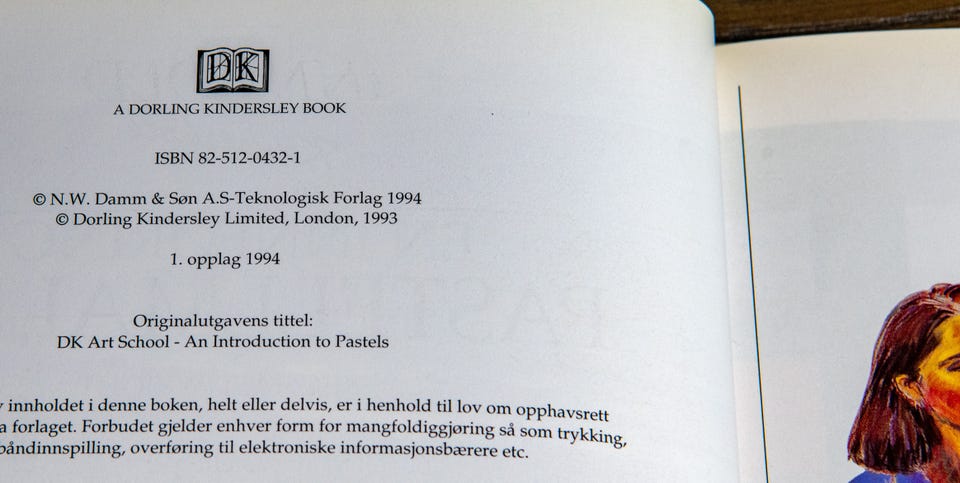 DK
A DORLING KINDERSLEY BOOK
ISBN 82-512-0432-1
© N.W. Damm & Søn A.S-Teknologisk Forlag 1994
© Dorling Kindersley Limited, London, 1993
1. opplag 1994
Originalutgavens tittel:
DK Art School - An Introduction to Pastels
innholdet i denne boken, helt eller delvis, er i henhold til lov om opphavsrett
forlaget. Forbudet gjelder enhver form for mangfoldiggjøring så som trykking,
båndinnspilling, overføring til elektroniske informasjonsbærere etc.